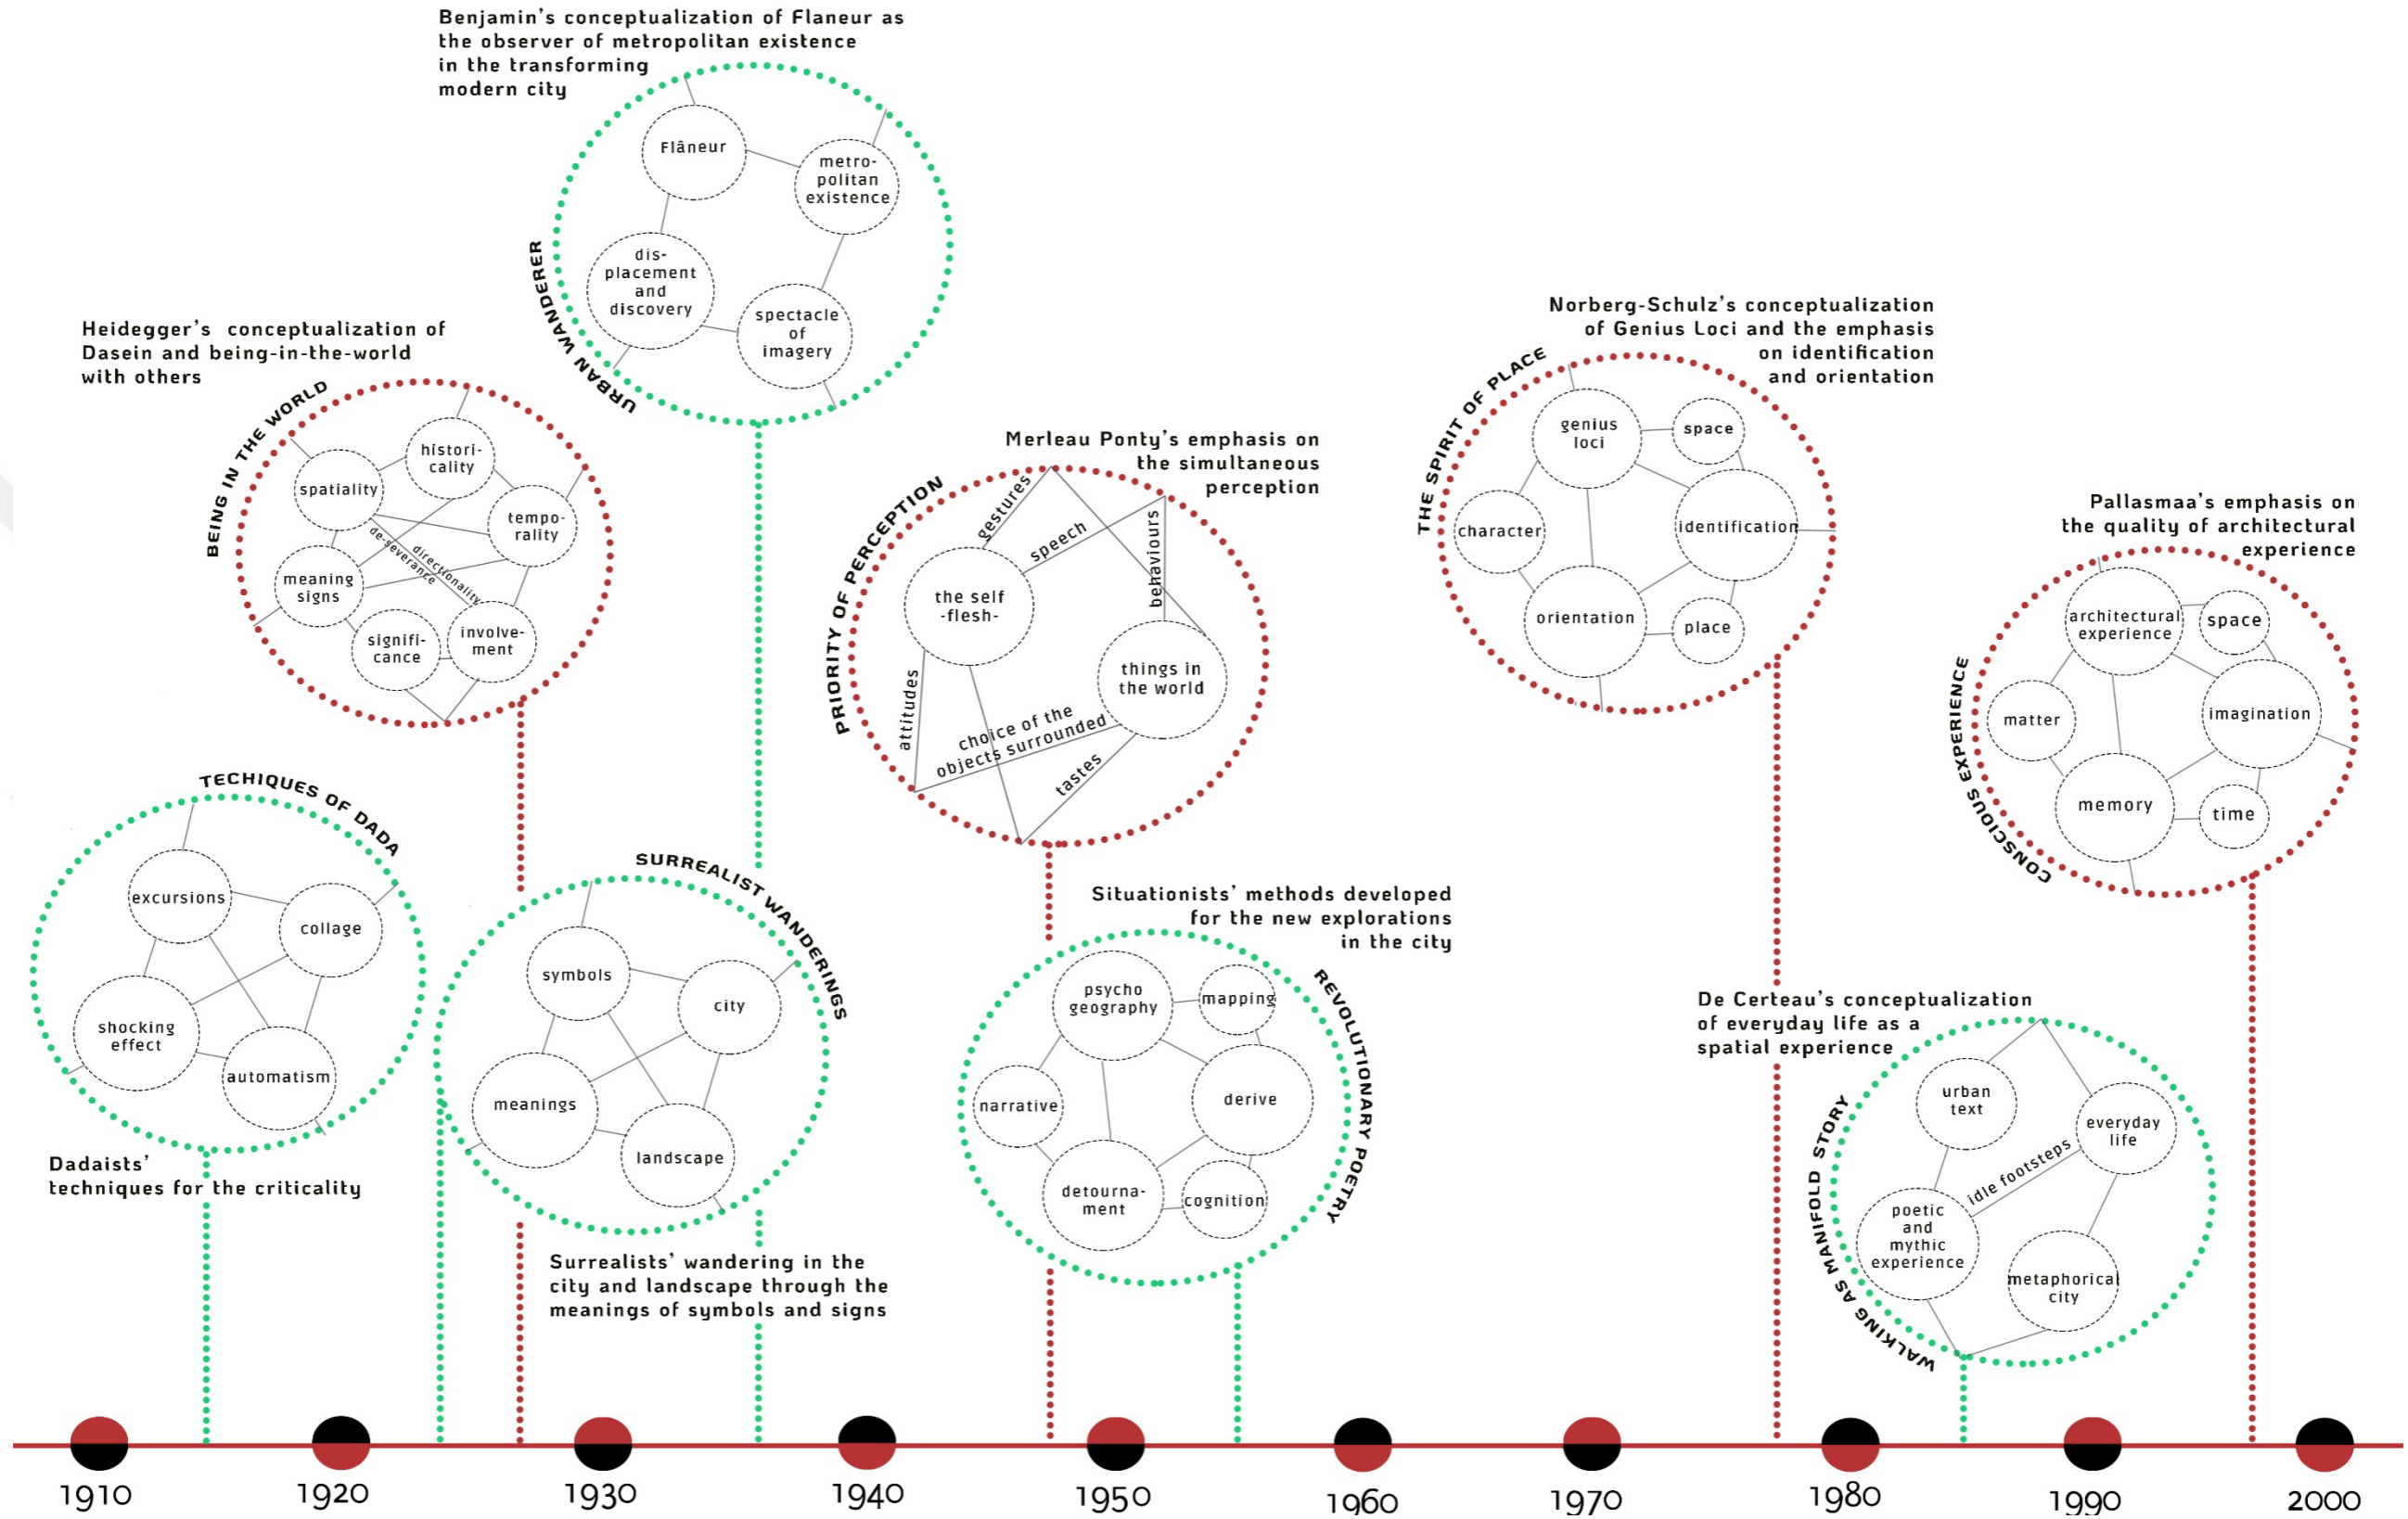 Benjamin's conceptualization of Flaneur as
the observer of metropolitan existence
in the transforming
modern city
URBAN WANDERER
Flâneur
metro-
politan
existence
dis-
placement
and
discovery
spectacle
of
imagery
Heidegger's conceptualization of
Dasein and being-in-the-world
with others
BEING IN THE WORLD
histori-
cality
spatiality
tempo-
rality
de-severance
directionality
meaning
signs
signifi-
cance
involve-
ment
Merleau Ponty's emphasis on
the simultaneous
perception
PRIORITY OF PERCEPTION
gestures
speech
behaviours
the self
-flesh-
things in
the world
attitudes
choice of the
objects surrounded
tastes
Norberg-Schulz's conceptualization
of Genius Loci and the emphasis
on identification
and orientation
THE SPIRIT OF PLACE
genius
loci
space
character
identification
orientation
place
Pallasmaa's emphasis on
the quality of architectural
experience
CONSCIOUS EXPERIENCE
architectural
experience
space
matter
imagination
memory
time
TECHIQUES OF DADA
excursions
collage
shocking
effect
automatism
Dadaists'
techniques for the criticality
SURREALIST WANDERINGS
symbols
city
meanings
landscape
Surrealists' wandering in the
city and landscape through the
meanings of symbols and signs
Situationists' methods developed
for the new explorations
in the city
REVOLUTIONARY POETRY
psycho
geography
mapping
narrative
derive
detourna-
ment
cognition
De Certeau's conceptualization
of everyday life as a
spatial experience
WALKING AS MANIFOLD STORY
urban
text
everyday
life
idle footsteps
poetic
and
mythic
experience
metaphorical
city
1910
1920
1930
1940
1950
1960
1970
1980
1990
2000